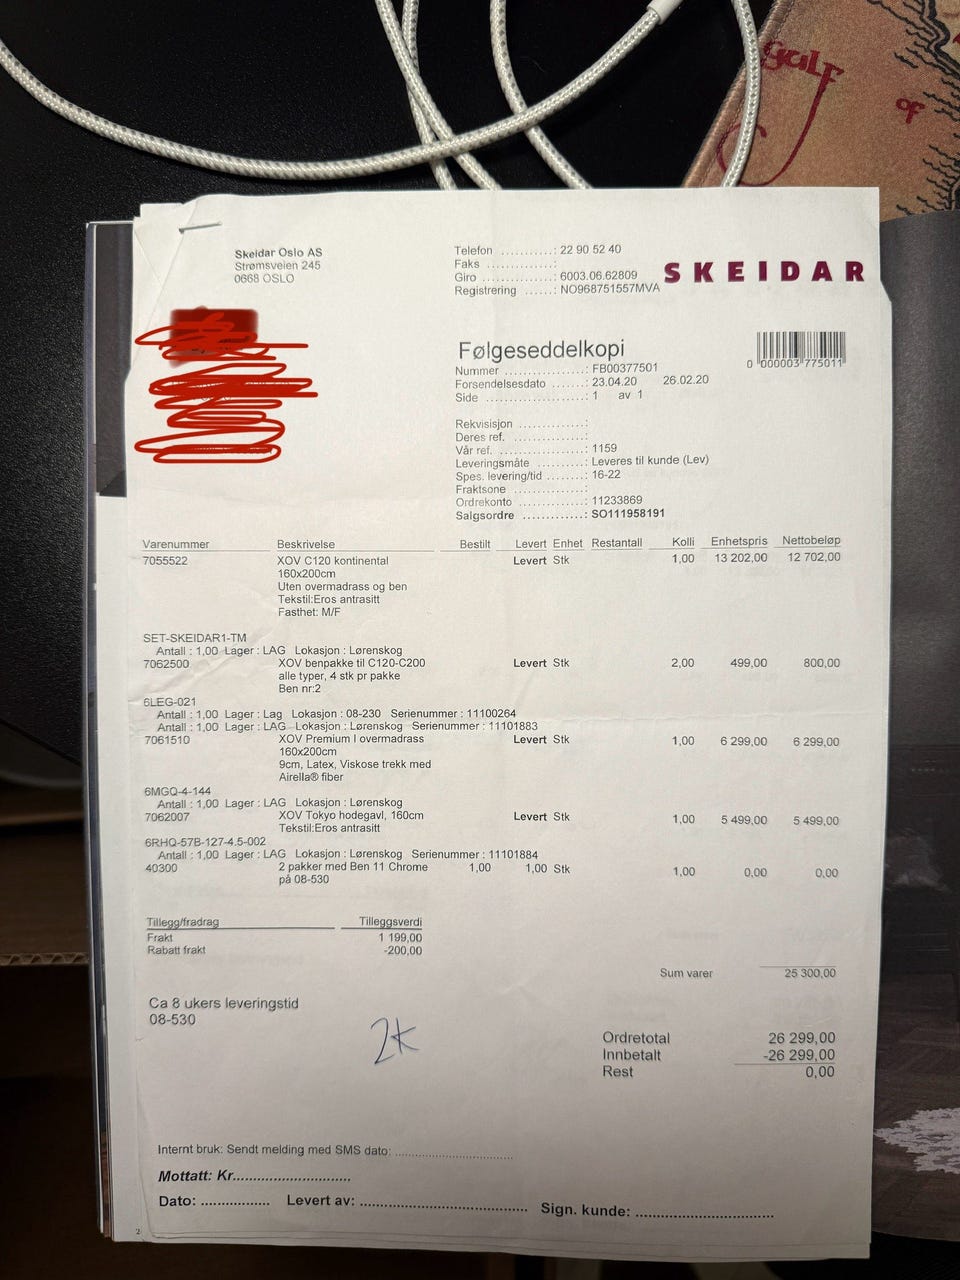 Gulf
of
Skeidar Oslo AS
Strømsveien 245
0668 OSLO
Telefon ...........: 22 90 52 40
Faks ..............:
Giro ..............: 6003.06.62809
Registrering ......: NO968751557MVA
SKEIDAR
Følgeseddelkopi
Nummer ......................: FB00377501
Forsendelsesdato .......: 23.04.20 26.02.20
Side ..........................: 1 av 1
0 000003 775011
Rekvisisjon ................:
Deres ref. ..................:
Vår ref. ......................: 1159
Leveringsmåte ..........: Leveres til kunde (Lev)
Spes. levering/tid ........: 16-22
Fraktsone ..................:
Ordrekonto ................: 11233869
Salgsordre ................: SO111958191
Varenummer Beskrivelse Bestilt Levert Enhet Restantall Kolli Enhetspris Nettobeløp
7055522 XOV C120 kontinental Levert Stk 1,00 13 202,00 12 702,00
160x200cm
Uten overmadrass og ben
Tekstil:Eros antrasitt
Fasthet: M/F
SET-SKEIDAR1-TM
Antall : 1,00 Lager : LAG Lokasjon : Lørenskog
7062500 XOV benpakke til C120-C200 Levert Stk 2,00 499,00 800,00
alle typer, 4 stk pr pakke
Ben nr:2
6LEG-021
Antall : 1,00 Lager : Lag Lokasjon : 08-230 Serienummer : 11100264
Antall : 1,00 Lager : LAG Lokasjon : Lørenskog Serienummer : 11101883
7061510 XOV Premium I overmadrass Levert Stk 1,00 6 299,00 6 299,00
160x200cm
9cm, Latex, Viskose trekk med
Airella® fiber
6MGQ-4-144
Antall : 1,00 Lager : LAG Lokasjon : Lørenskog
7062007 XOV Tokyo hodegavl, 160cm Levert Stk 1,00 5 499,00 5 499,00
Tekstil:Eros antrasitt
6RHQ-57B-127-4.5-002
Antall : 1,00 Lager : LAG Lokasjon : Lørenskog Serienummer : 11101884
40300 2 pakker med Ben 11 Chrome 1,00 1,00 Stk 1,00 0,00 0,00
på 08-530
Tillegg/fradrag Tilleggsverdi
Frakt 1 199,00
Rabatt frakt -200,00
Sum varer 25 300,00
Ca 8 ukers leveringstid
08-530
2K
Ordretotal 26 299,00
Innbetalt -26 299,00
Rest 0,00
Internt bruk: Sendt melding med SMS dato: ..............................
Mottatt: Kr..............................
Dato: ................. Levert av: .......................................... Sign. kunde: ..................................
2